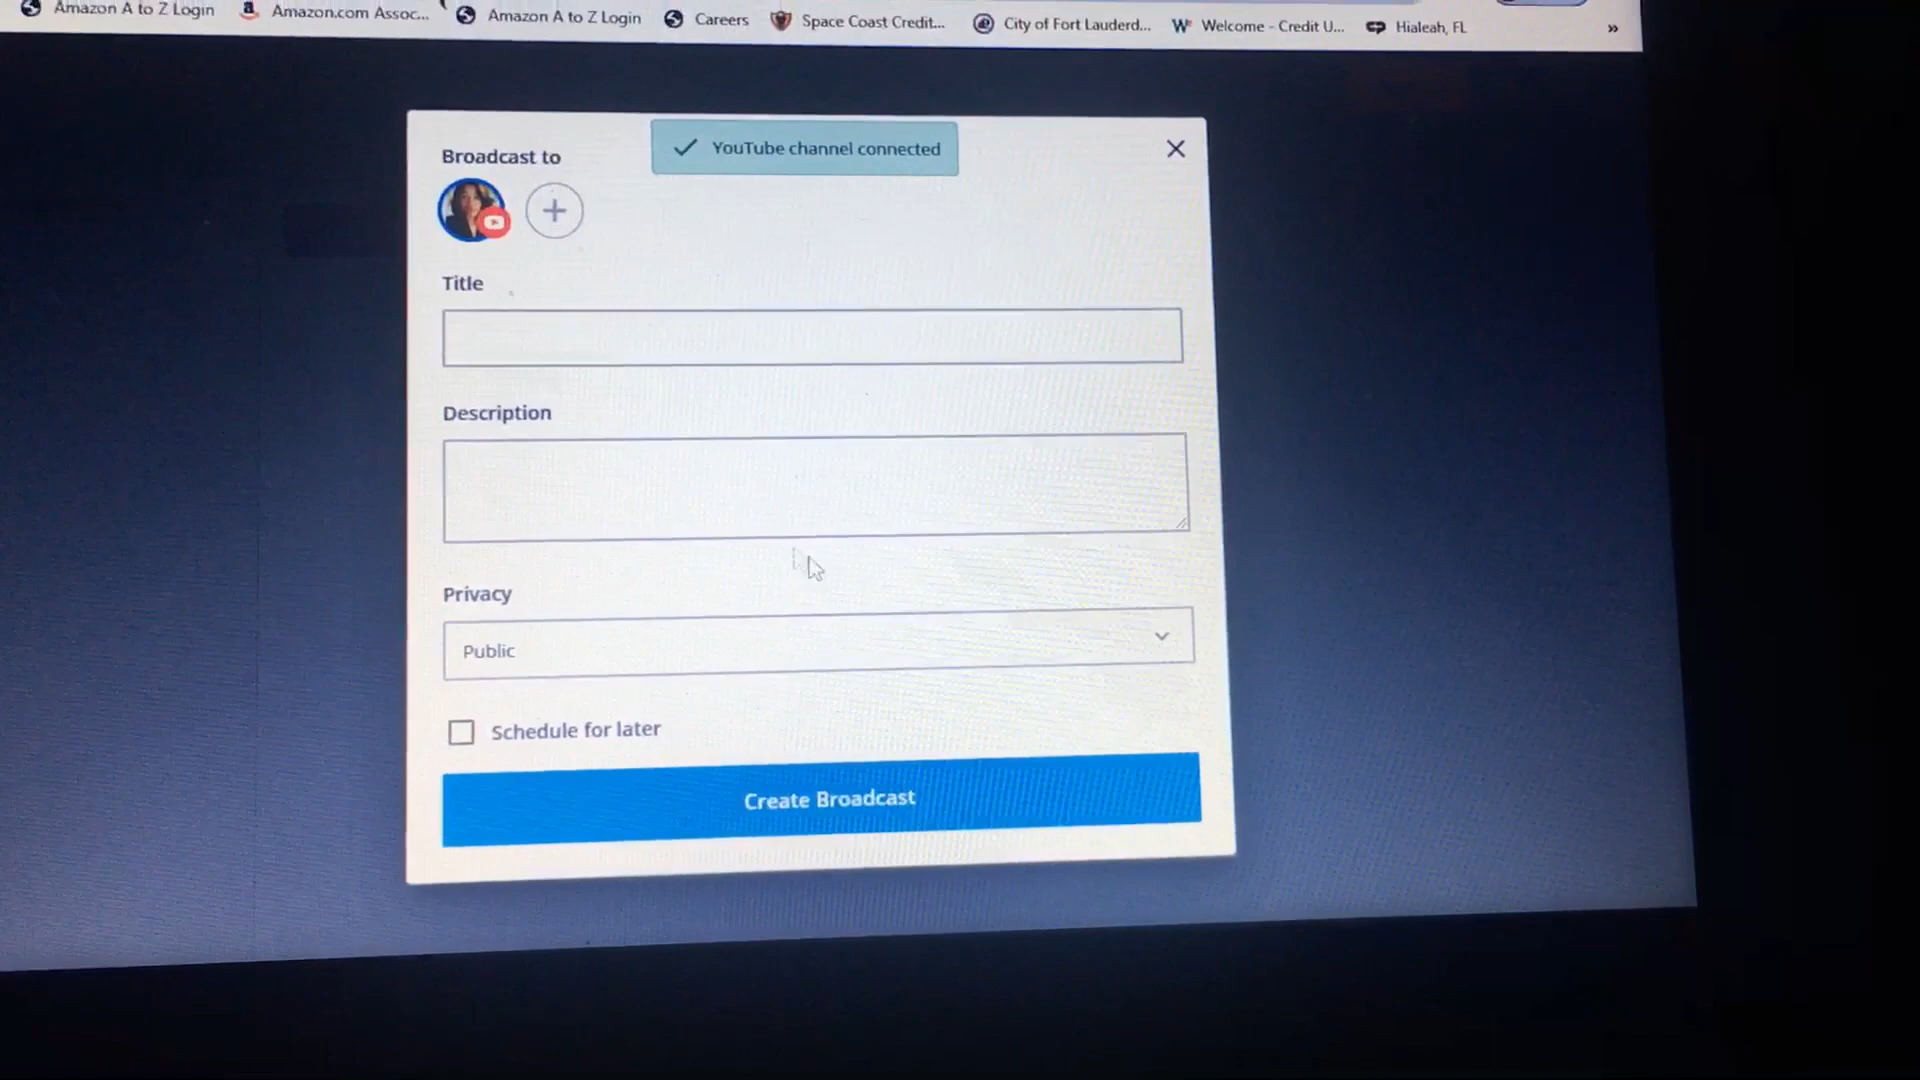 Amazon A to Z Login Amazon.com Assoc... Amazon A to Z Login Careers Space Coast Credit... City of Fort Lauderd... Welcome - Credit U... Hialeah, FL »
YouTube channel connected
Broadcast to
Title
Description
Privacy
Public
Schedule for later
Create Broadcast